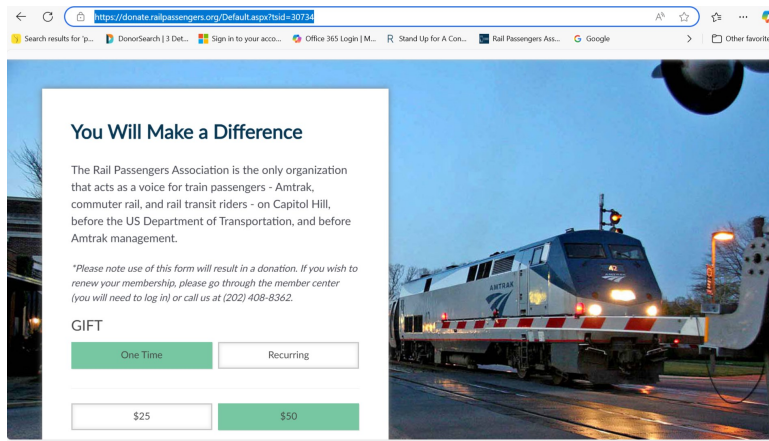 https://donate.railpassengers.org/Default.aspx?tsid=30734
Search results for 'p... DonorSearch | 3 Det... Sign in to your acco... Office 365 Login | M... R Stand Up for A Con... Rail Passengers Ass... G Google Other favorite
You Will Make a Difference
The Rail Passengers Association is the only organization
that acts as a voice for train passengers - Amtrak,
commuter rail, and rail transit riders - on Capitol Hill,
before the US Department of Transportation, and before
Amtrak management.
*Please note use of this form will result in a donation. If you wish to
renew your membership, please go through the member center
(you will need to log in) or call us at (202) 408-8362.
GIFT
One Time Recurring
$25 $50
42
AMTRAK